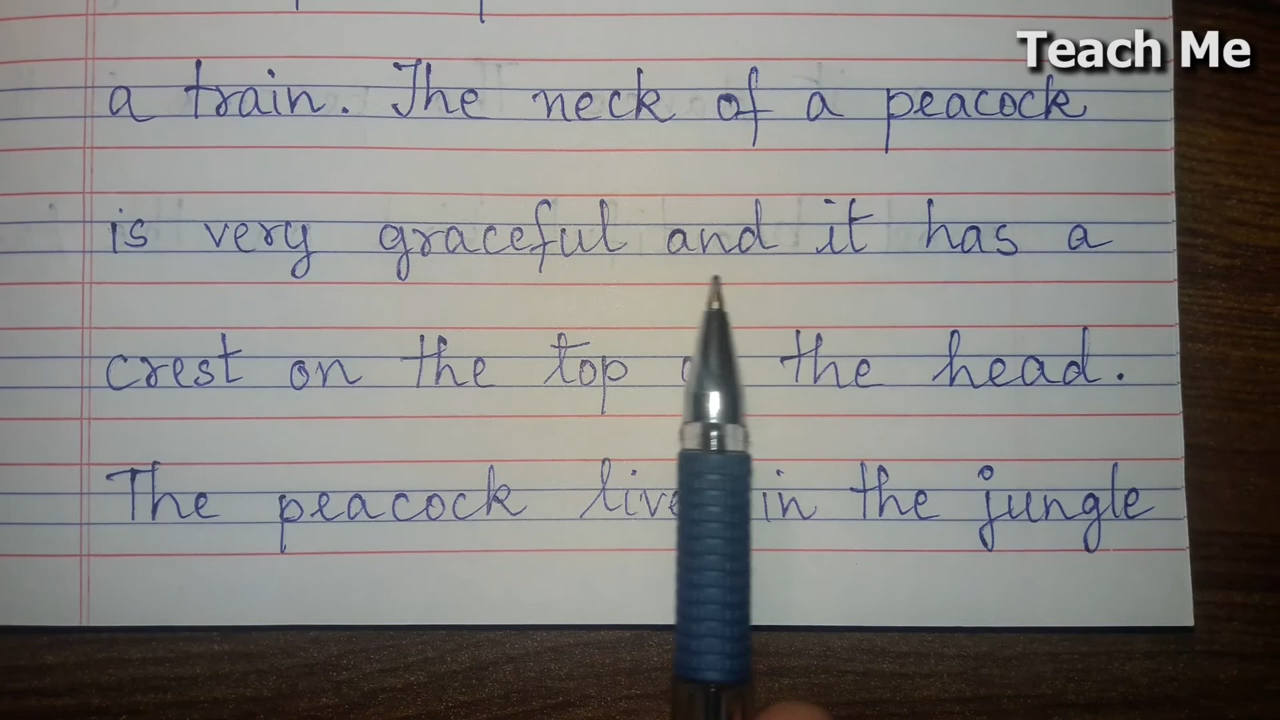 Teach Me
a train. The neck of a peacock
is very graceful and it has a
crest on the top the head.
The peacock in the jungle